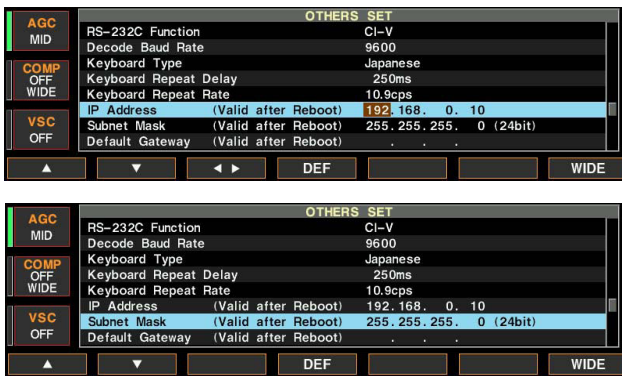 OTHERS SET
AGC
MID
COMP
OFF
WIDE
VSC
OFF
RS-232C Function CI-V
Decode Baud Rate 9600
Keyboard Type Japanese
Keyboard Repeat Delay 250ms
Keyboard Repeat Rate 10.9cps
IP Address (Valid after Reboot) 192.168. 0. 10
Subnet Mask (Valid after Reboot) 255.255.255. 0 (24bit)
Default Gateway (Valid after Reboot) . . .
▲ ▼ ◀ ▶ DEF WIDE
OTHERS SET
AGC
MID
COMP
OFF
WIDE
VSC
OFF
RS-232C Function CI-V
Decode Baud Rate 9600
Keyboard Type Japanese
Keyboard Repeat Delay 250ms
Keyboard Repeat Rate 10.9cps
IP Address (Valid after Reboot) 192.168. 0. 10
Subnet Mask (Valid after Reboot) 255.255.255. 0 (24bit)
Default Gateway (Valid after Reboot) . . .
▲ ▼ DEF WIDE